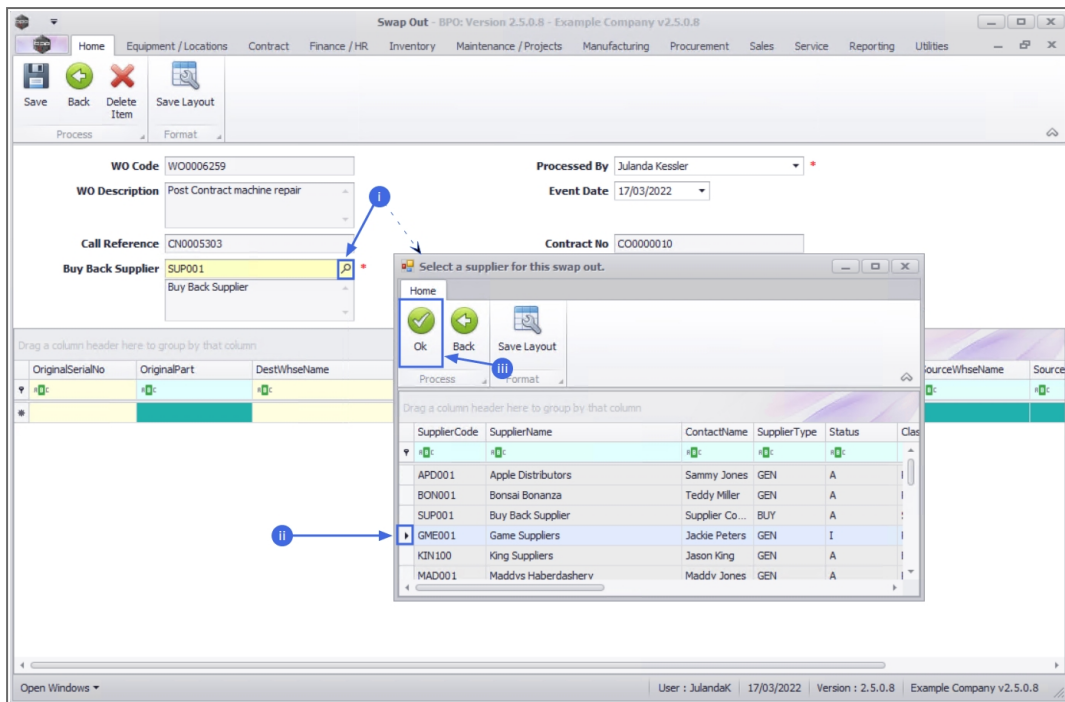 Swap Out - BPO: Version 2.5.0.8 - Example Company v2.5.0.8
Home Equipment / Locations Contract Finance / HR Inventory Maintenance / Projects Manufacturing Procurement Sales Service Reporting Utilities
Save Back Delete Item Save Layout
Process Format
WO Code WO0006259 Processed By Julanda Kessler *
WO Description Post Contract machine repair Event Date 17/03/2022
i
Call Reference CN0005303 Contract No CO0000010
Buy Back Supplier SUP001 *
Buy Back Supplier
Select a supplier for this swap out.
Home
Ok Back Save Layout
iii
Process Format
Drag a column header here to group by that column
SupplierCode SupplierName ContactName SupplierType Status Clas
APD001 Apple Distributors Sammy Jones GEN A
BON001 Bonsai Bonanza Teddy Miller GEN A
SUP001 Buy Back Supplier Supplier Co... BUY A
ii
GME001 Game Suppliers Jackie Peters GEN I
KIN100 King Suppliers Jason King GEN A
MAD001 Maddys Haberdashery Maddy Jones GEN A
Drag a column header here to group by that column
OriginalSerialNo OriginalPart DestWhseName SourceWhseName Source
Open Windows User : JulandaK 17/03/2022 Version : 2.5.0.8 Example Company v2.5.0.8